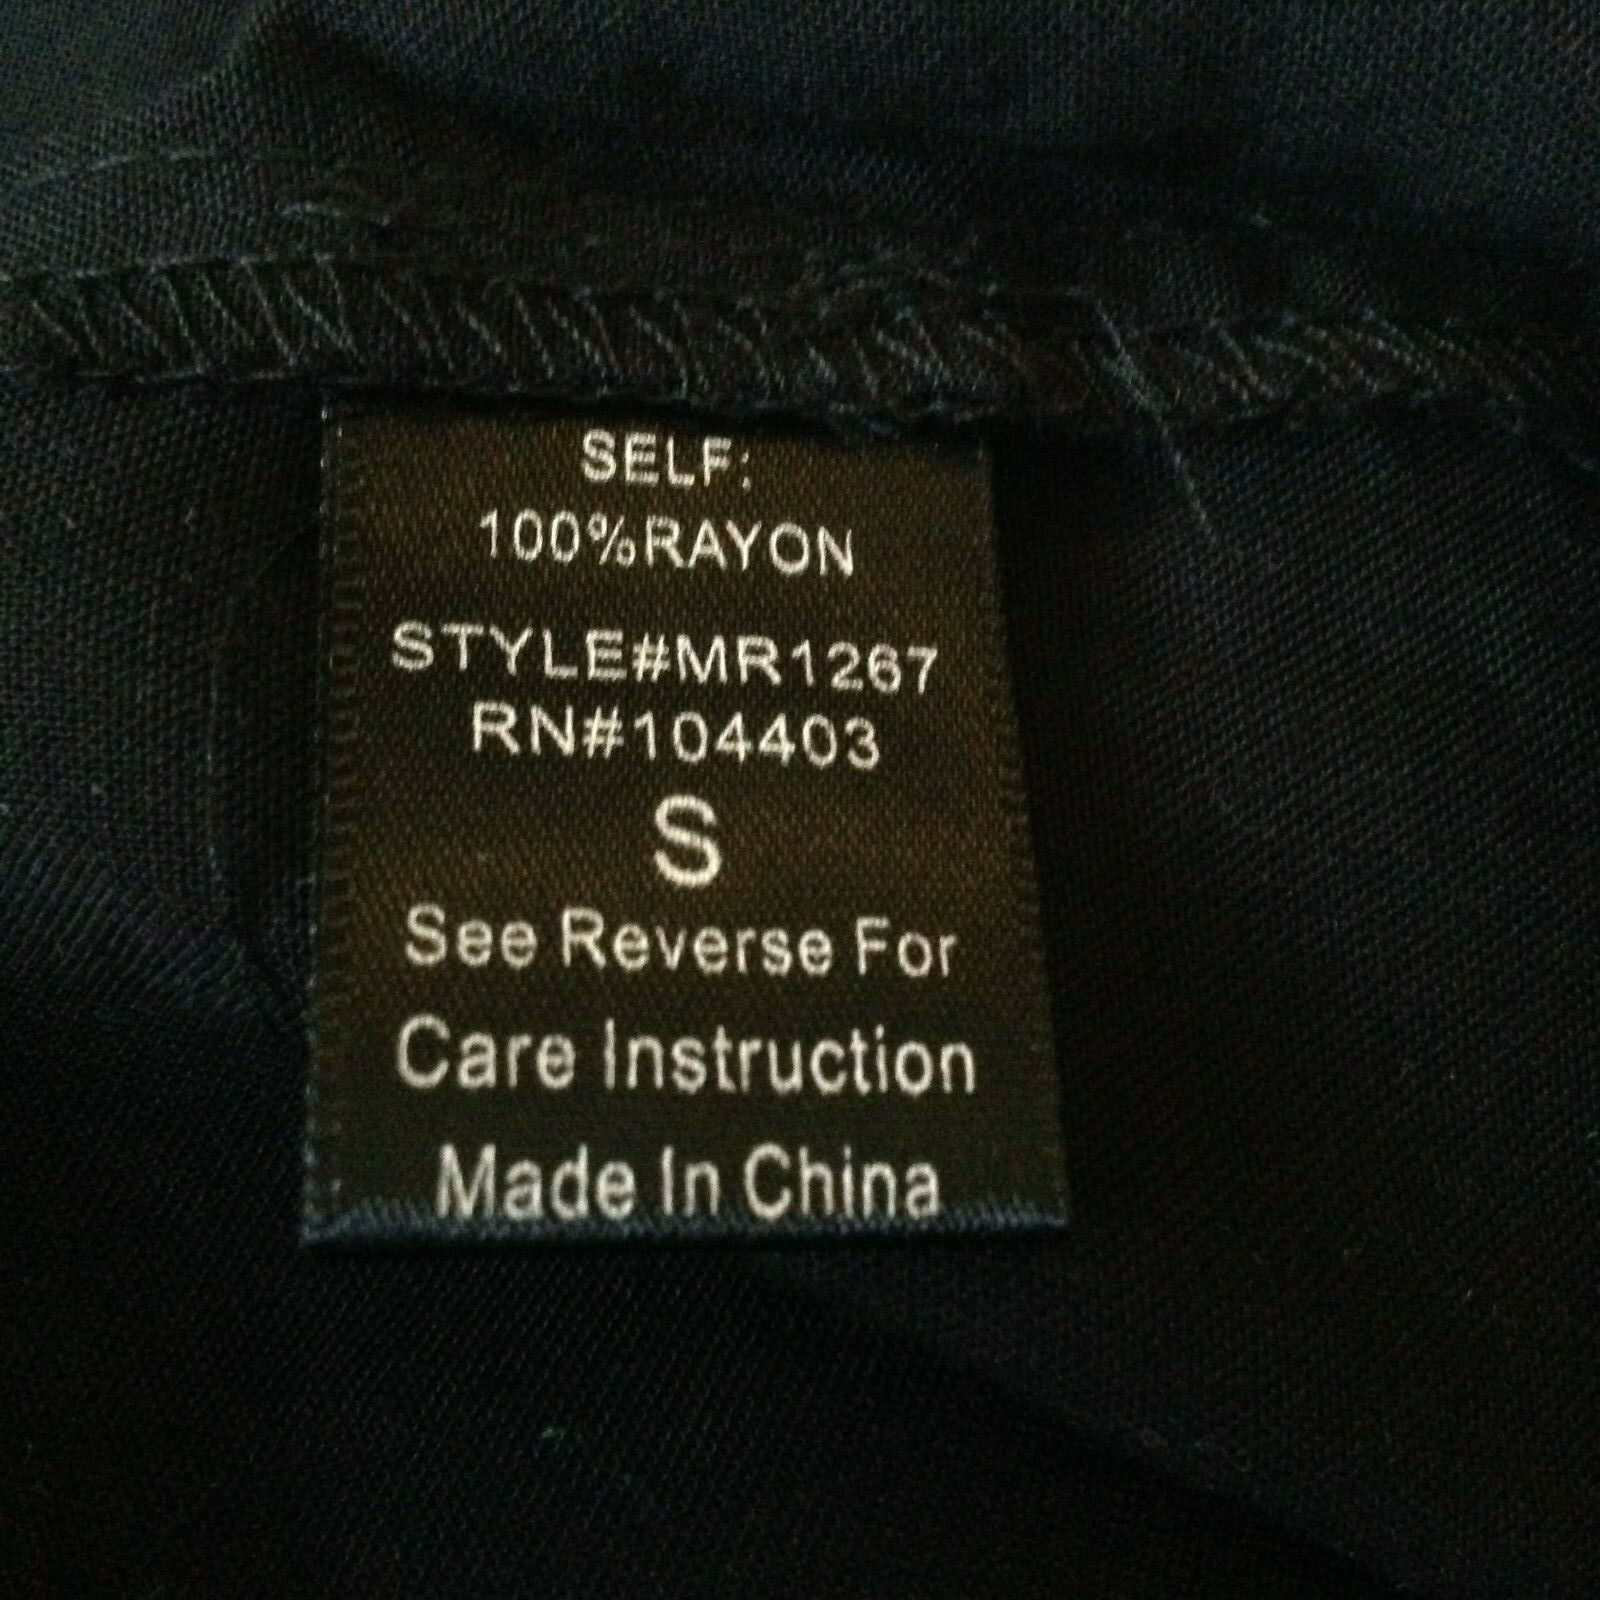 SELF:
100%RAYON
STYLE#MR1267
RN#104403
S
See Reverse For
Care Instruction
Made In China